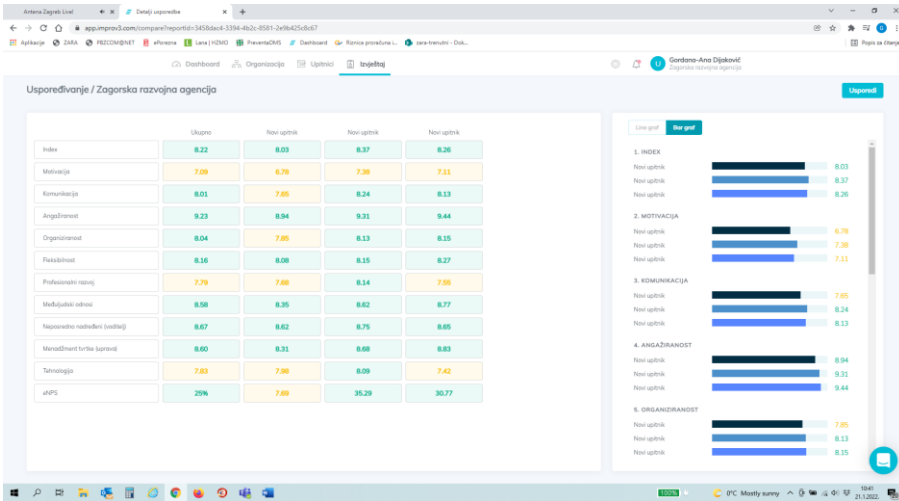 Antena Zagreb Live!
Detalji usporedbe
app.improv3.com/compare?reportId=3458dac4-3394-4b2c-8581-2e9b425c8c67
Aplikacije ZARA PBZCOM@NET ePorezna Lana | HZMO PreventaDMS Dashboard Riznica proračuna i... zara-trenutni - Dok...
Popis za čitanje
Dashboard Organizacija Upitnici Izvještaj
U
Gordana-Ana Dijaković
Zagorska razvojna agencija
Uspoređivanje / Zagorska razvojna agencija
Usporedi
Ukupno Novi upitnik Novi upitnik Novi upitnik
Index 8.22 8.03 8.37 8.26
Motivacija 7.09 6.78 7.38 7.11
Komunikacija 8.01 7.65 8.24 8.13
Angažiranost 9.23 8.94 9.31 9.44
Organiziranost 8.04 7.85 8.13 8.15
Fleksibilnost 8.16 8.08 8.15 8.27
Profesionalni razvoj 7.79 7.68 8.14 7.55
Međuljudski odnosi 8.58 8.35 8.62 8.77
Neposredno nadređeni (voditelj) 8.67 8.62 8.75 8.65
Menadžment tvrtke (uprava) 8.60 8.31 8.68 8.83
Tehnologija 7.83 7.98 8.09 7.42
eNPS 25% 7.69 35.29 30.77
Line graf Bar graf
1. INDEX
Novi upitnik 8.03
Novi upitnik 8.37
Novi upitnik 8.26
2. MOTIVACIJA
Novi upitnik 6.78
Novi upitnik 7.38
Novi upitnik 7.11
3. KOMUNIKACIJA
Novi upitnik 7.65
Novi upitnik 8.24
Novi upitnik 8.13
4. ANGAŽIRANOST
Novi upitnik 8.94
Novi upitnik 9.31
Novi upitnik 9.44
5. ORGANIZIRANOST
Novi upitnik 7.85
Novi upitnik 8.13
Novi upitnik 8.15
100% 0°C Mostly sunny
10:41
21.1.2022.